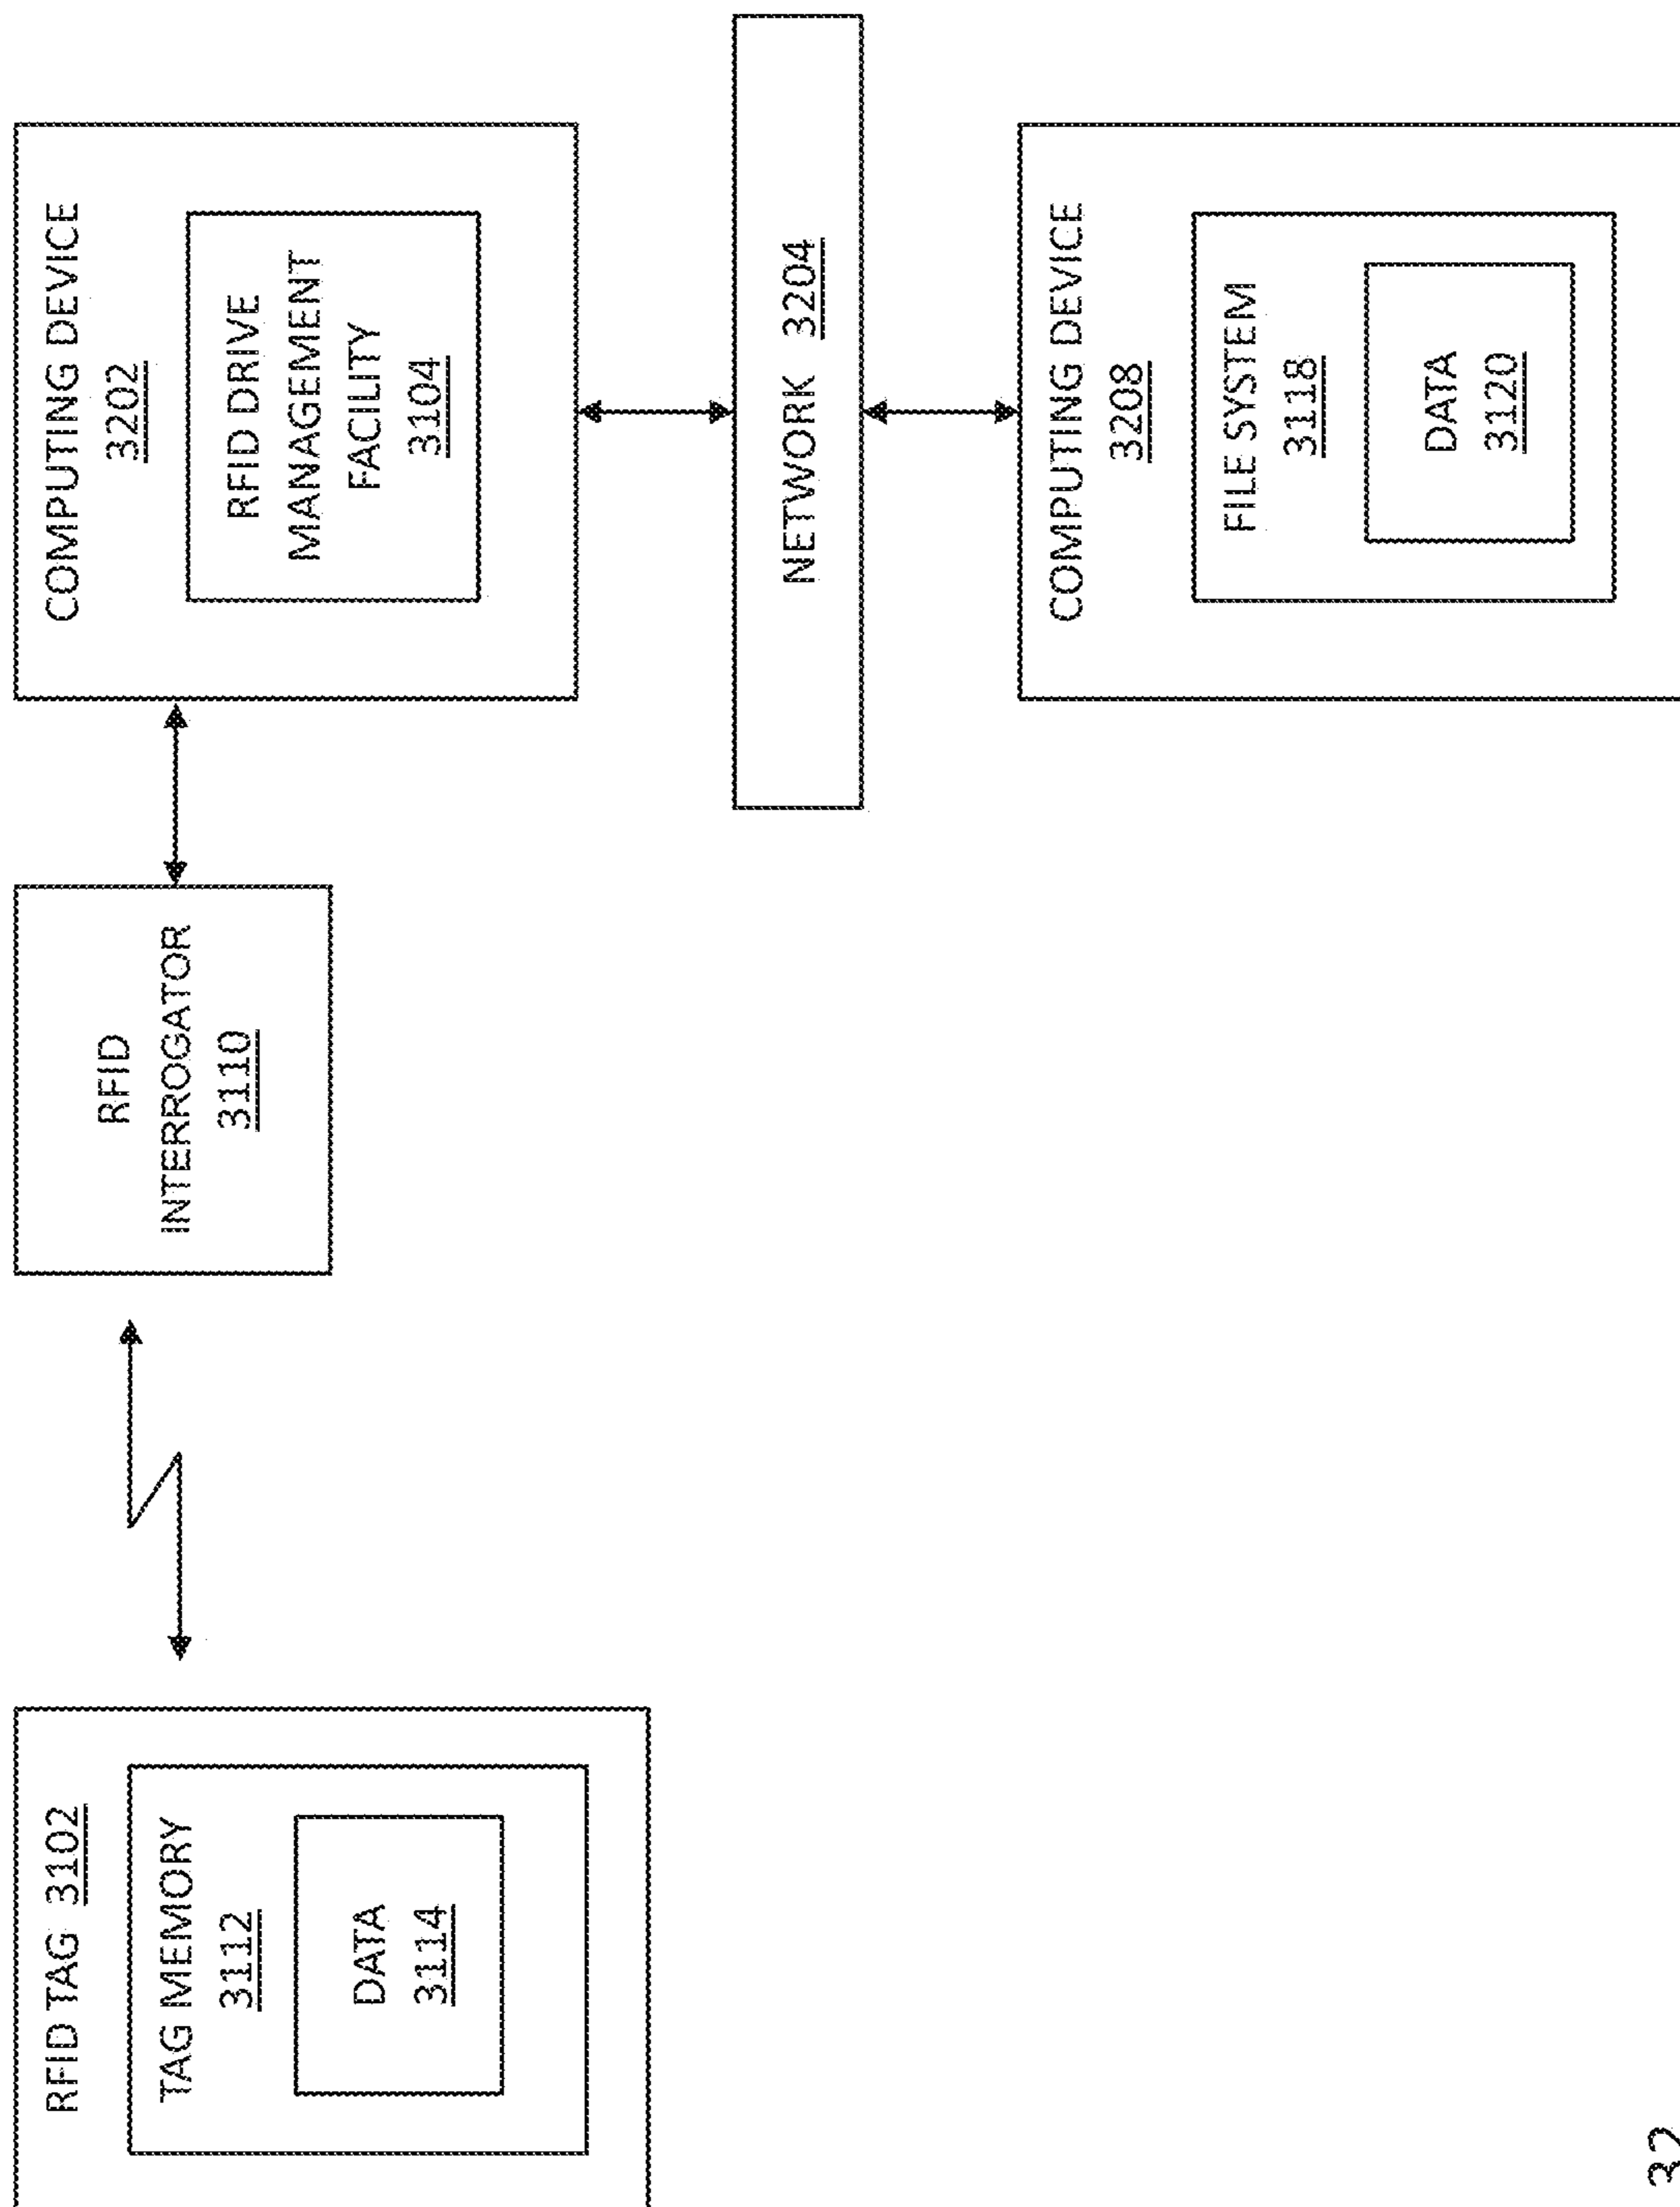 RFID TAG 3102
TAG MEMORY
3112
DATA
3114
RFID
INTERROGATOR
3110
COMPUTING DEVICE
3202
RFID DRIVE
MANAGEMENT
FACILITY
3104
NETWORK 3204
COMPUTING DEVICE
3208
FILE SYSTEM
3118
DATA
3120
32